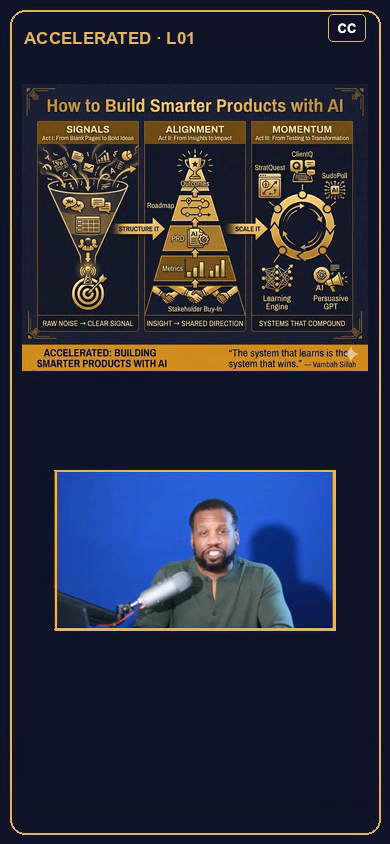 ACCELERATED · L01
CC
How to Build Smarter Products with AI
SIGNALS
Act I: From Blank Pages to Bold Ideas
STRUCTURE IT
RAW NOISE → CLEAR SIGNAL
ALIGNMENT
Act II: From Insights to Impact
Outcomes
Roadmap
PRD
AI
Metrics
Stakeholder Buy-In
INSIGHT → SHARED DIRECTION
SCALE IT
MOMENTUM
Act III: From Testing to Transformation
ClientQ
StratQuest
SudoPoll
Learning
Engine
AI
Persuasive
GPT
SYSTEMS THAT COMPOUND
ACCELERATED: BUILDING
SMARTER PRODUCTS WITH AI
“The system that learns is the
system that wins.” — Vambah Sillah